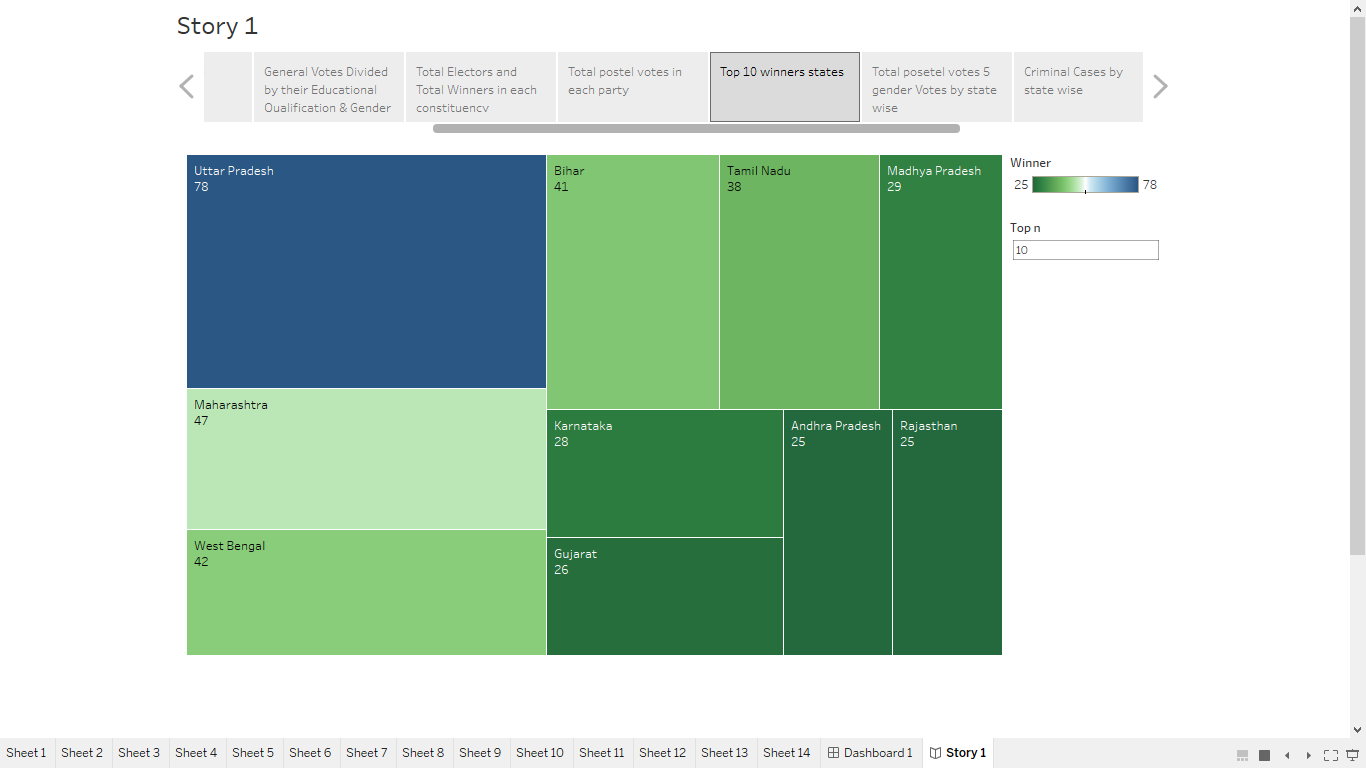 Story 1
General Votes Divided
by their Educational
Qualification & Gender
Total Electors and
Total Winners in each
constituency
Total postel votes in
each party
Top 10 winners states
Total posetel votes 5
gender Votes by state
wise
Criminal Cases by
state wise
Uttar Pradesh
78
Maharashtra
47
West Bengal
42
Bihar
41
Tamil Nadu
38
Madhya Pradesh
29
Karnataka
28
Gujarat
26
Andhra Pradesh
25
Rajasthan
25
Winner
25 78
Top n
10
Sheet 1 Sheet 2 Sheet 3 Sheet 4 Sheet 5 Sheet 6 Sheet 7 Sheet 8 Sheet 9 Sheet 10 Sheet 11 Sheet 12 Sheet 13 Sheet 14 Dashboard 1 Story 1